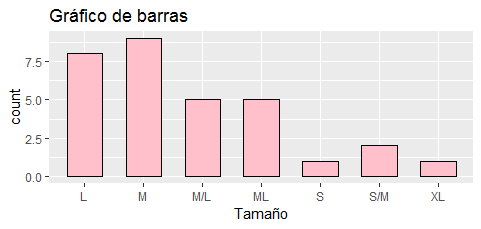 Gráfico de barras
count
7.5
5.0
2.5
0.0
L M M/L ML S S/M XL
Tamaño